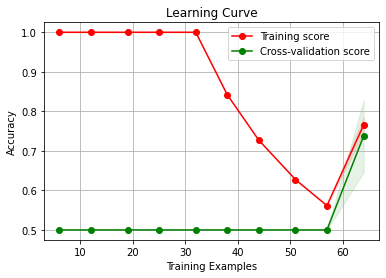 Learning Curve
Training score
Cross-validation score
1.0
0.9
0.8
0.7
0.6
0.5
Accuracy
10 20 30 40 50 60
Training Examples